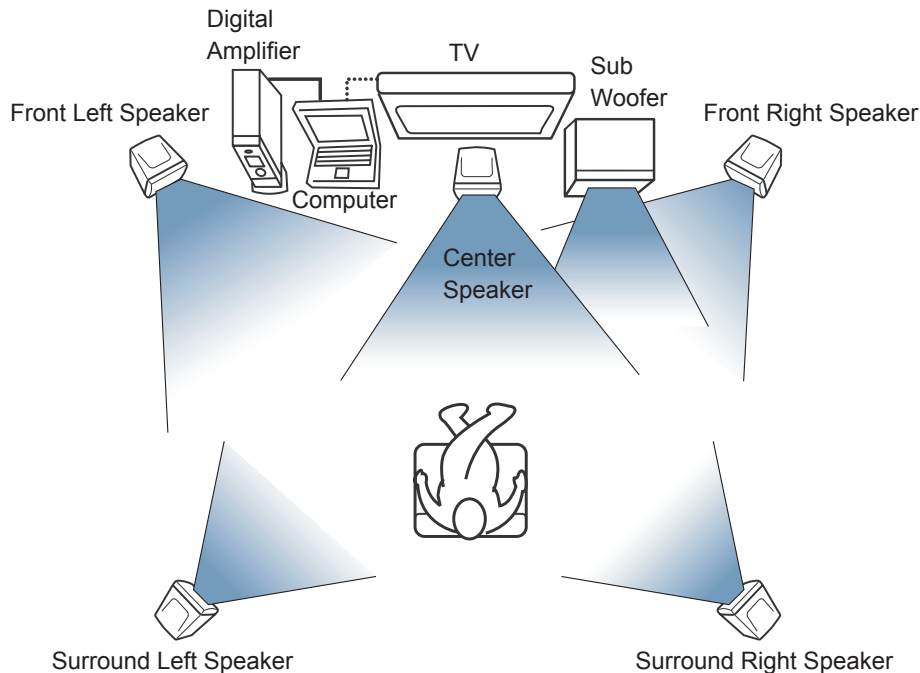 Digital
Amplifier
TV
Sub
Woofer
Front Left Speaker
Front Right Speaker
Computer
Center
Speaker
Surround Left Speaker
Surround Right Speaker